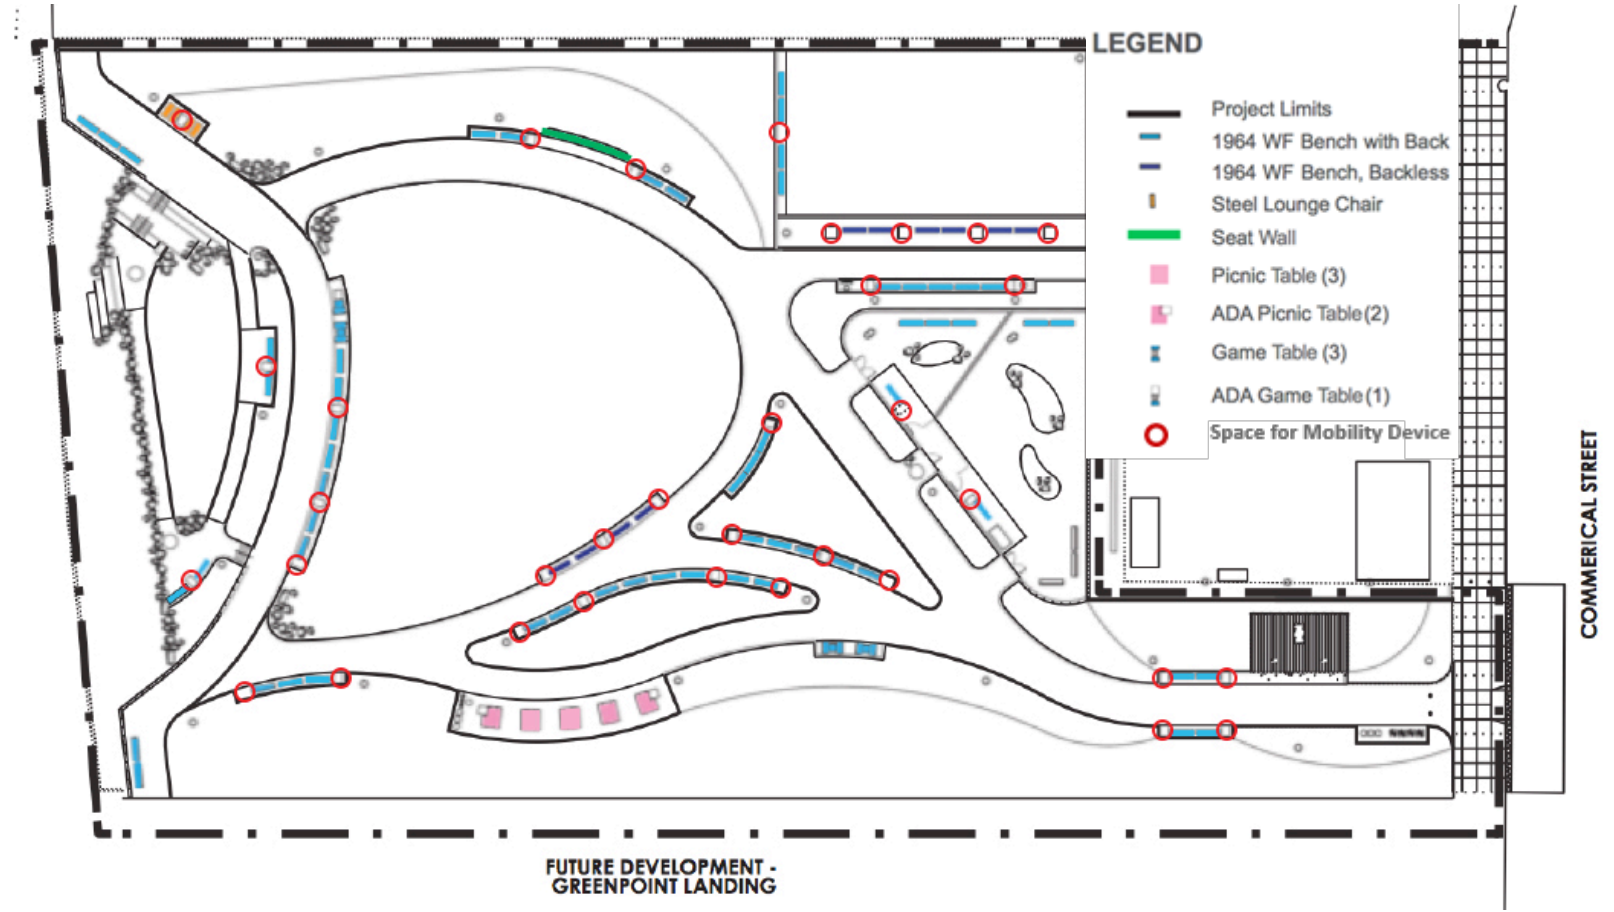 LEGEND
Project Limits
1964 WF Bench with Back
1964 WF Bench, Backless
Steel Lounge Chair
Seat Wall
Picnic Table (3)
ADA Picnic Table(2)
Game Table (3)
ADA Game Table(1)
Space for Mobility Device
COMMERICAL STREET
FUTURE DEVELOPMENT -
GREENPOINT LANDING